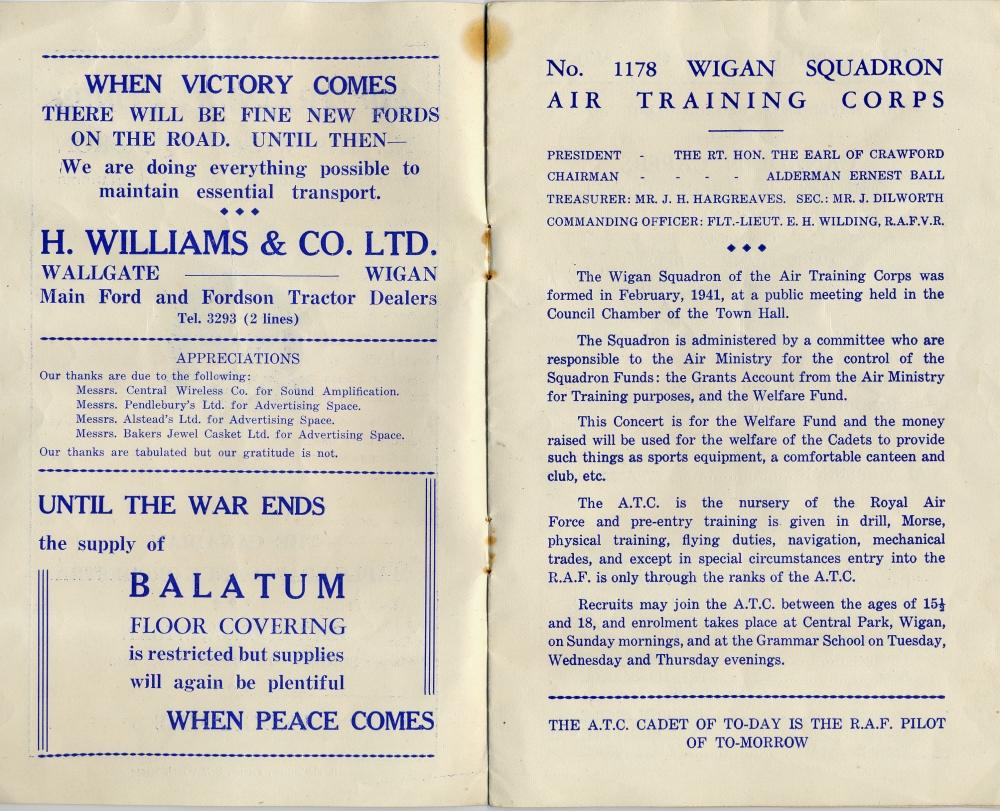 WHEN VICTORY COMES
THERE WILL BE FINE NEW FORDS
ON THE ROAD. UNTIL THEN—
We are doing everything possible to
maintain essential transport.
H. WILLIAMS & CO. LTD.
WALLGATE ——— WIGAN
Main Ford and Fordson Tractor Dealers
Tel. 3293 (2 lines)
APPRECIATIONS
Our thanks are due to the following:
Messrs. Central Wireless Co. for Sound Amplification.
Messrs. Pendlebury's Ltd. for Advertising Space.
Messrs. Alstead's Ltd. for Advertising Space.
Messrs. Bakers Jewel Casket Ltd. for Advertising Space.
Our thanks are tabulated but our gratitude is not.
UNTIL THE WAR ENDS
the supply of
BALATUM
FLOOR COVERING
is restricted but supplies
will again be plentiful
WHEN PEACE COMES
No. 1178 WIGAN SQUADRON
AIR TRAINING CORPS
PRESIDENT - THE RT. HON. THE EARL OF CRAWFORD
CHAIRMAN - - - - ALDERMAN ERNEST BALL
TREASURER: MR. J. H. HARGREAVES. SEC.: MR. J. DILWORTH
COMMANDING OFFICER: FLT.-LIEUT. E. H. WILDING, R.A.F.V.R.
The Wigan Squadron of the Air Training Corps was
formed in February, 1941, at a public meeting held in the
Council Chamber of the Town Hall.
The Squadron is administered by a committee who are
responsible to the Air Ministry for the control of the
Squadron Funds: the Grants Account from the Air Ministry
for Training purposes, and the Welfare Fund.
This Concert is for the Welfare Fund and the money
raised will be used for the welfare of the Cadets to provide
such things as sports equipment, a comfortable canteen and
club, etc.
The A.T.C. is the nursery of the Royal Air
Force and pre-entry training is given in drill, Morse,
physical training, flying duties, navigation, mechanical
trades, and except in special circumstances entry into the
R.A.F. is only through the ranks of the A.T.C.
Recruits may join the A.T.C. between the ages of 15½
and 18, and enrolment takes place at Central Park, Wigan,
on Sunday mornings, and at the Grammar School on Tuesday,
Wednesday and Thursday evenings.
THE A.T.C. CADET OF TO-DAY IS THE R.A.F. PILOT
OF TO-MORROW